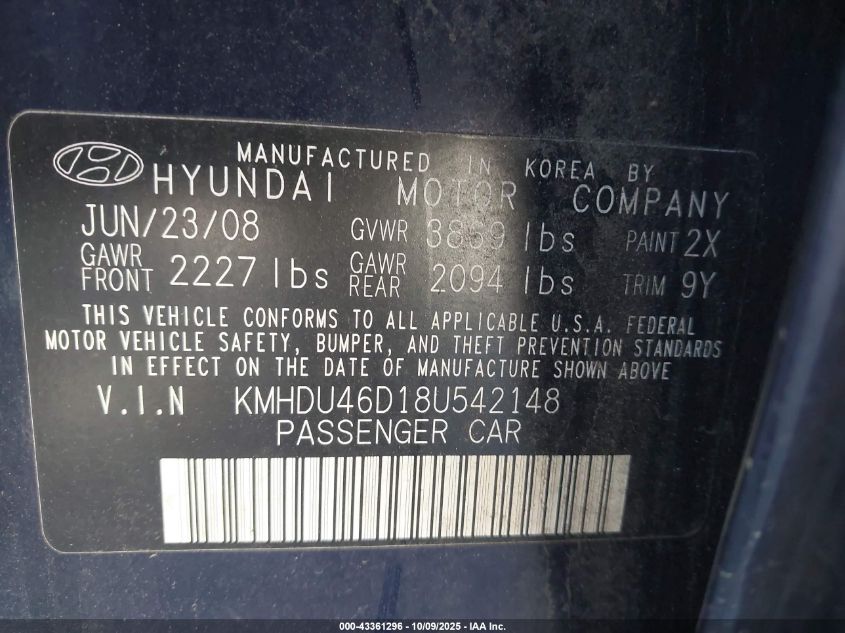 MANUFACTURED IN KOREA BY
HYUNDAI MOTOR COMPANY
JUN/23/08 GVWR 3869 lbs PAINT 2X
GAWR FRONT 2227 lbs GAWR REAR 2094 lbs TRIM 9Y
THIS VEHICLE CONFORMS TO ALL APPLICABLE U.S.A. FEDERAL
MOTOR VEHICLE SAFETY, BUMPER, AND THEFT PREVENTION STANDARDS
IN EFFECT ON THE DATE OF MANUFACTURE SHOWN ABOVE
V.I.N KMHDU46D18U542148
PASSENGER CAR
000-43361296 - 10/09/2025 - IAA Inc.